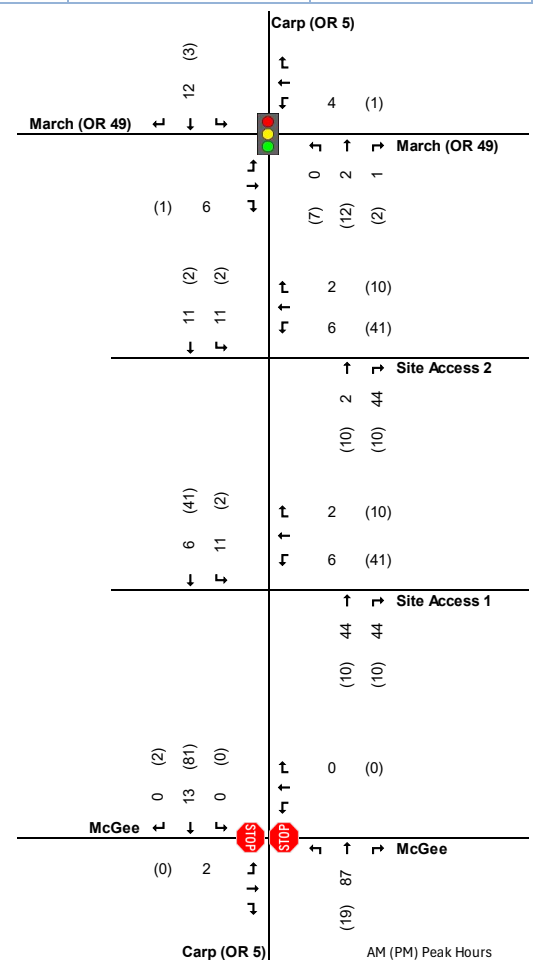 Carp (OR 5)
(3)
12
4 (1)
March (OR 49)
March (OR 49)
0 2 1
(7) (12) (2)
(1) 6
(2) (2)
11 11
2 (10)
6 (41)
Site Access 2
2 44
(10) (10)
(41) (2)
6 11
2 (10)
6 (41)
Site Access 1
44 44
(10) (10)
(2) (81) (0)
0 13 0
0 (0)
McGee
STOP
STOP
McGee
(0) 2
87
(19)
Carp (OR 5)
AM (PM) Peak Hours